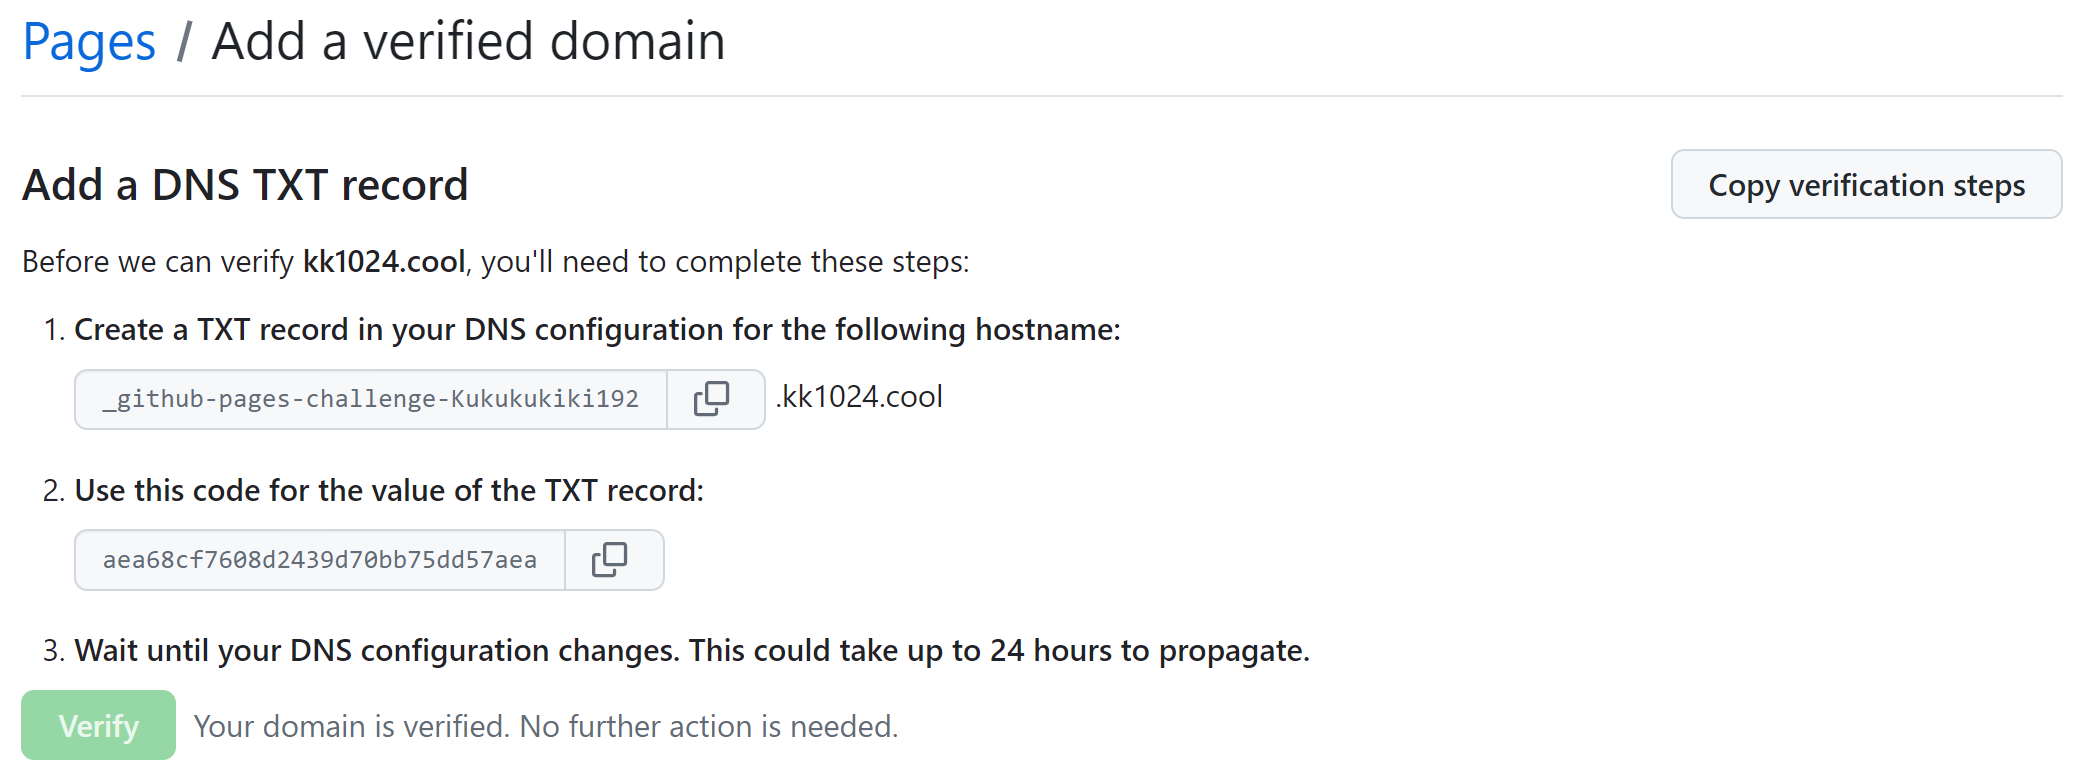 Pages / Add a verified domain
Add a DNS TXT record
Copy verification steps
Before we can verify kk1024.cool, you'll need to complete these steps:
1. Create a TXT record in your DNS configuration for the following hostname:
_github-pages-challenge-Kukukukiki192 .kk1024.cool
2. Use this code for the value of the TXT record:
aea68cf7608d2439d70bb75dd57aea
3. Wait until your DNS configuration changes. This could take up to 24 hours to propagate.
Verify Your domain is verified. No further action is needed.